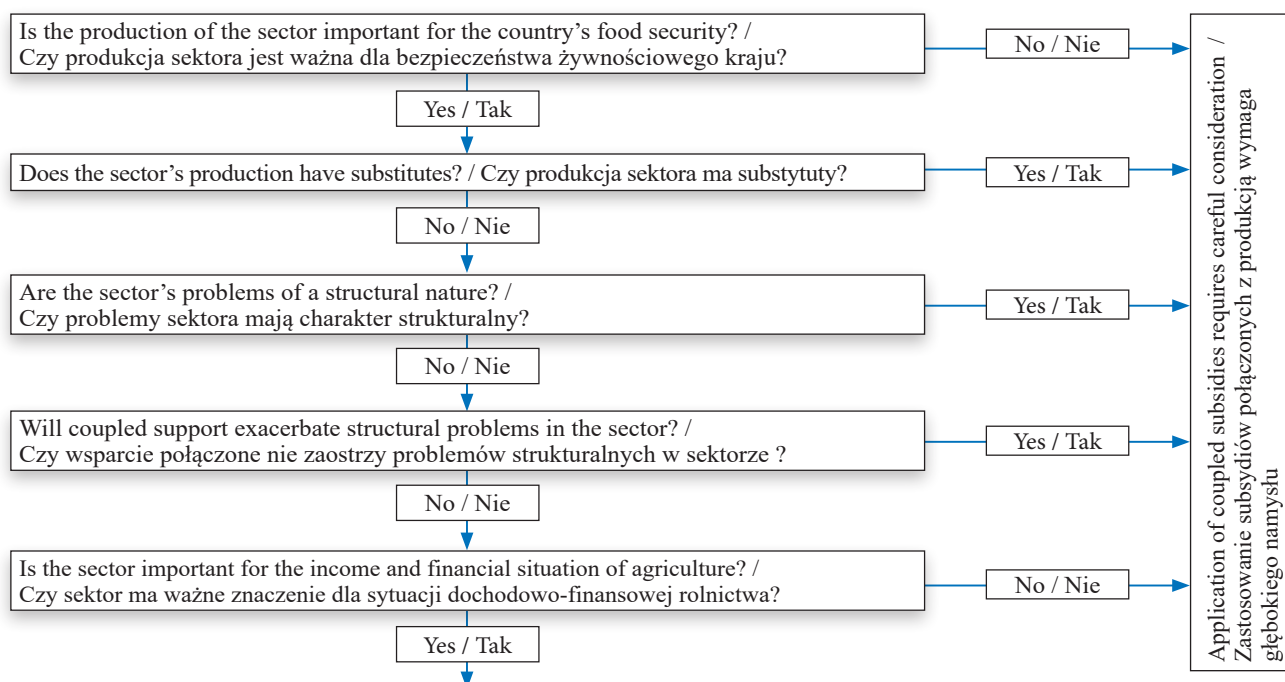 Is the production of the sector important for the country’s food security? /
Czy produkcja sektora jest ważna dla bezpieczeństwa żywnościowego kraju?
No / Nie
Yes / Tak
Does the sector’s production have substitutes? / Czy produkcja sektora ma substytuty?
Yes / Tak
No / Nie
Are the sector’s problems of a structural nature? /
Czy problemy sektora mają charakter strukturalny?
Yes / Tak
No / Nie
Will coupled support exacerbate structural problems in the sector? /
Czy wsparcie połączone nie zaostrzy problemów strukturalnych w sektorze ?
Yes / Tak
No / Nie
Is the sector important for the income and financial situation of agriculture? /
Czy sektor ma ważne znaczenie dla sytuacji dochodowo-finansowej rolnictwa?
No / Nie
Yes / Tak
Application of coupled subsidies requires careful consideration /
Zastosowanie subsydiów połączonych z produkcją wymaga
głębokiego namysłu